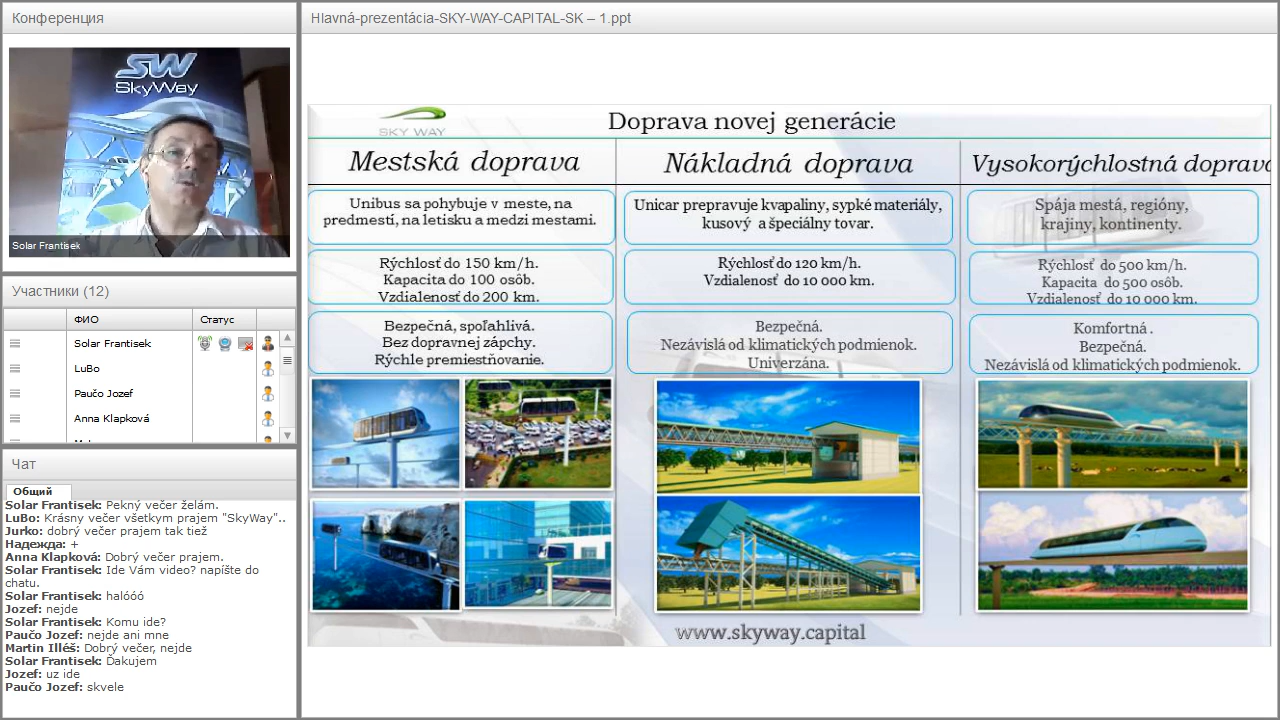 Конференция
SW
SkyWay
Solar Frantisek
Участники (12)
ФИО
Статус
Solar Frantisek
LuBo
Paučo Jozef
Anna Klapková
Чат
Общий
Solar Frantisek: Pekný večer želám.
LuBo: Krásny večer všetkym prajem "SkyWay"..
Jurko: dobrý večer prajem tak tiež
Надежда: +
Anna Klapková: Dobrý večer prajem.
Solar Frantisek: Ide Vám video? napíšte do
chatu.
Solar Frantisek: halóóó
Jozef: nejde
Solar Frantisek: Komu ide?
Paučo Jozef: nejde ani mne
Martin Illéš: Dobrý večer, nejde
Solar Frantisek: Ďakujem
Jozef: uz ide
Paučo Jozef: skvele
Hlavná-prezentácia-SKY-WAY-CAPITAL-SK – 1.ppt
SKY WAY
Doprava novej generácie
Mestská doprava
Unibus sa pohybuje v meste, na
predmestí, na letisku a medzi mestami.
Rýchlosť do 150 km/h.
Kapacita do 100 osôb.
Vzdialenosť do 200 km.
Bezpečná, spoľahlivá.
Bez dopravnej zápchy.
Rýchle premiestňovanie.
Nákladná doprava
Unicar prepravuje kvapaliny, sypké materiály,
kusový a špeciálny tovar.
Rýchlosť do 120 km/h.
Vzdialenosť do 10 000 km.
Bezpečná.
Nezávislá od klimatických podmienok.
Univerzána.
Vysokorýchlostná doprava
Spája mestá, regióny,
krajiny, kontinenty.
Rýchlosť do 500 km/h.
Kapacita do 500 osôb.
Vzdialenosť do 10 000 km.
Komfortná .
Bezpečná.
Nezávislá od klimatických podmienok.
www.skyway.capital